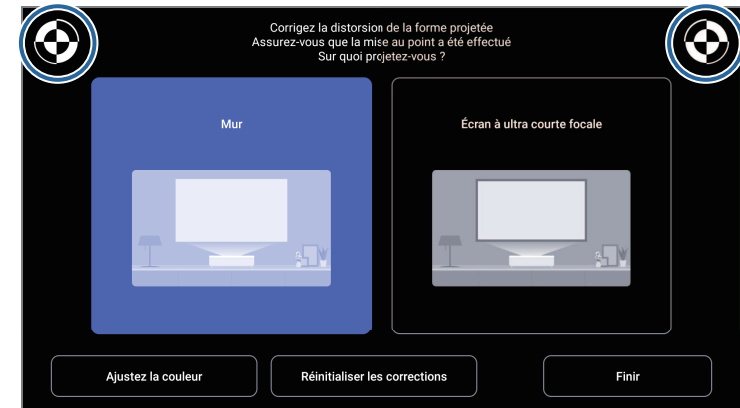 Corrigez la distorsion de la forme projetée
Assurez-vous que la mise au point a été effectué
Sur quoi projetez-vous ?
Mur
Écran à ultra courte focale
Ajustez la couleur
Réinitialiser les corrections
Finir